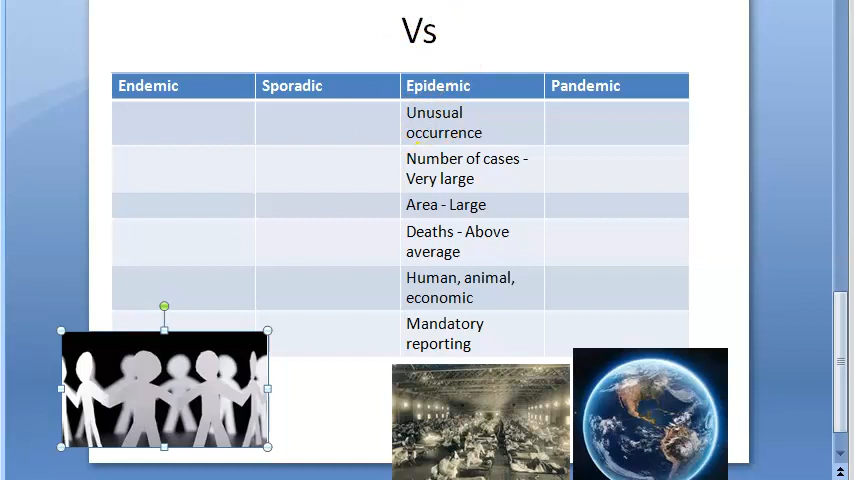 Vs
Endemic Sporadic Epidemic Pandemic
Unusual
occurrence
Number of cases -
Very large
Area - Large
Deaths - Above
average
Human, animal,
economic
Mandatory
reporting